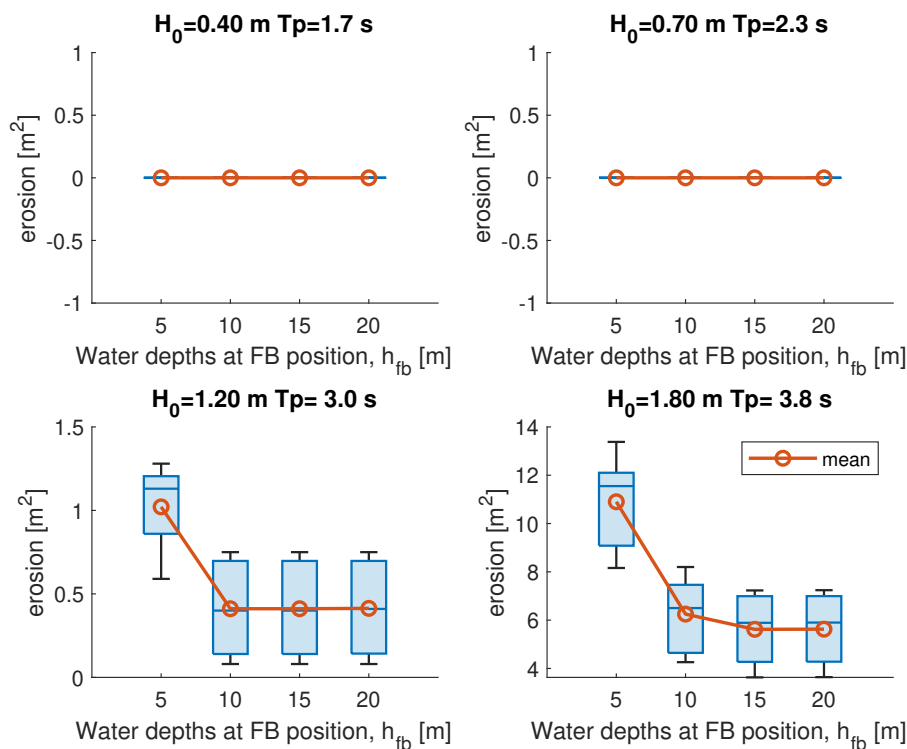 H₀=0.40 m Tp=1.7 s
erosion [m²]
1
0.5
0
-0.5
-1
5 10 15 20
Water depths at FB position, h_fb [m]
H₀=0.70 m Tp=2.3 s
erosion [m²]
1
0.5
0
-0.5
-1
5 10 15 20
Water depths at FB position, h_fb [m]
H₀=1.20 m Tp= 3.0 s
erosion [m²]
1.5
1
0.5
0
5 10 15 20
Water depths at FB position, h_fb [m]
H₀=1.80 m Tp= 3.8 s
erosion [m²]
14
12
10
8
6
4
mean
5 10 15 20
Water depths at FB position, h_fb [m]